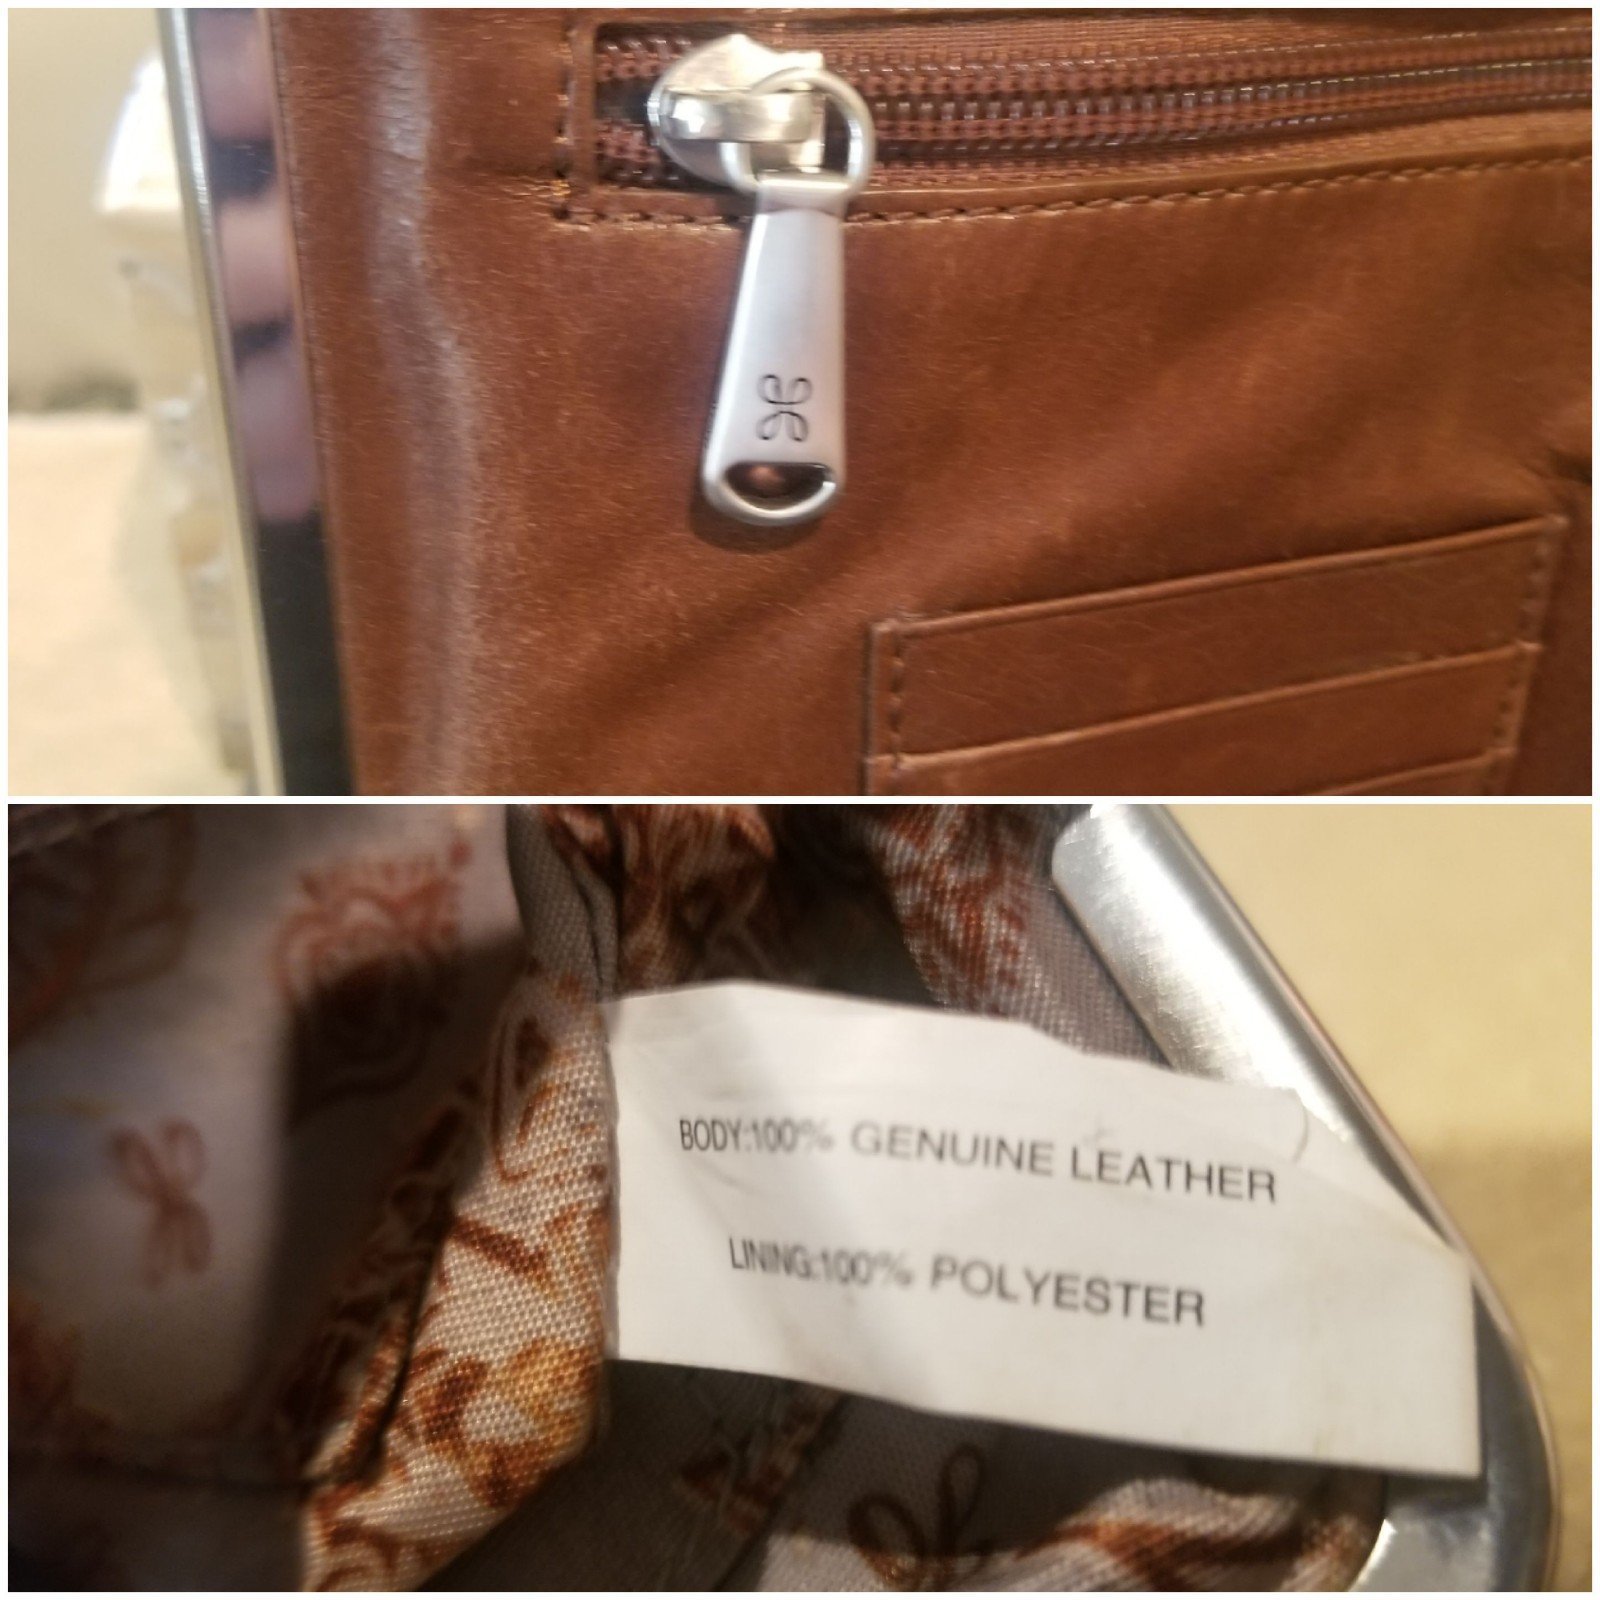 BODY:100% GENUINE LEATHER
LINING:100% POLYESTER